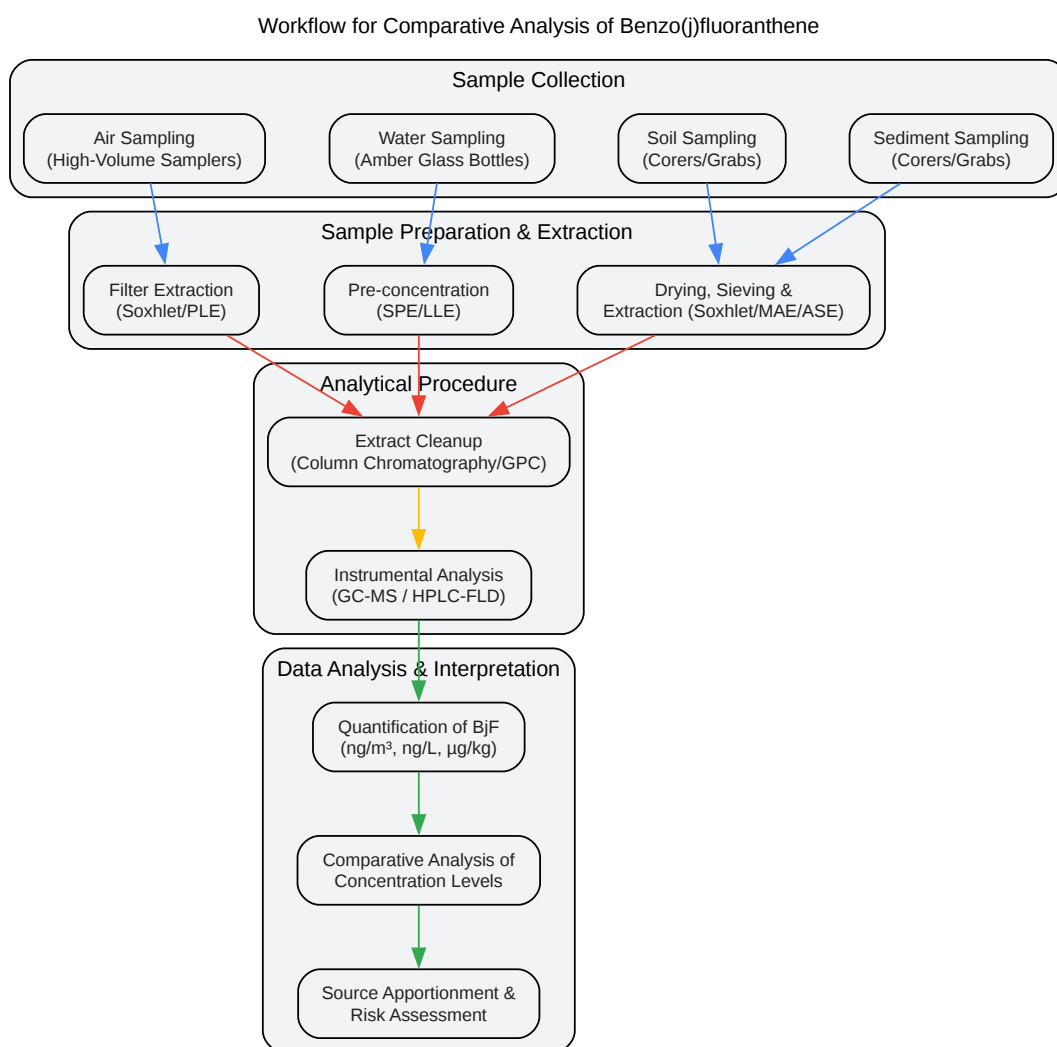 Workflow for Comparative Analysis of Benzo(j)fluoranthene
Sample Collection
Air Sampling
(High-Volume Samplers)
Water Sampling
(Amber Glass Bottles)
Soil Sampling
(Corers/Grabs)
Sediment Sampling
(Corers/Grabs)
Sample Preparation & Extraction
Filter Extraction
(Soxhlet/PLE)
Pre-concentration
(SPE/LLE)
Drying, Sieving &
Extraction (Soxhlet/MAE/ASE)
Analytical Procedure
Extract Cleanup
(Column Chromatography/GPC)
Instrumental Analysis
(GC-MS / HPLC-FLD)
Data Analysis & Interpretation
Quantification of BjF
(ng/m³, ng/L, µg/kg)
Comparative Analysis of
Concentration Levels
Source Apportionment &
Risk Assessment